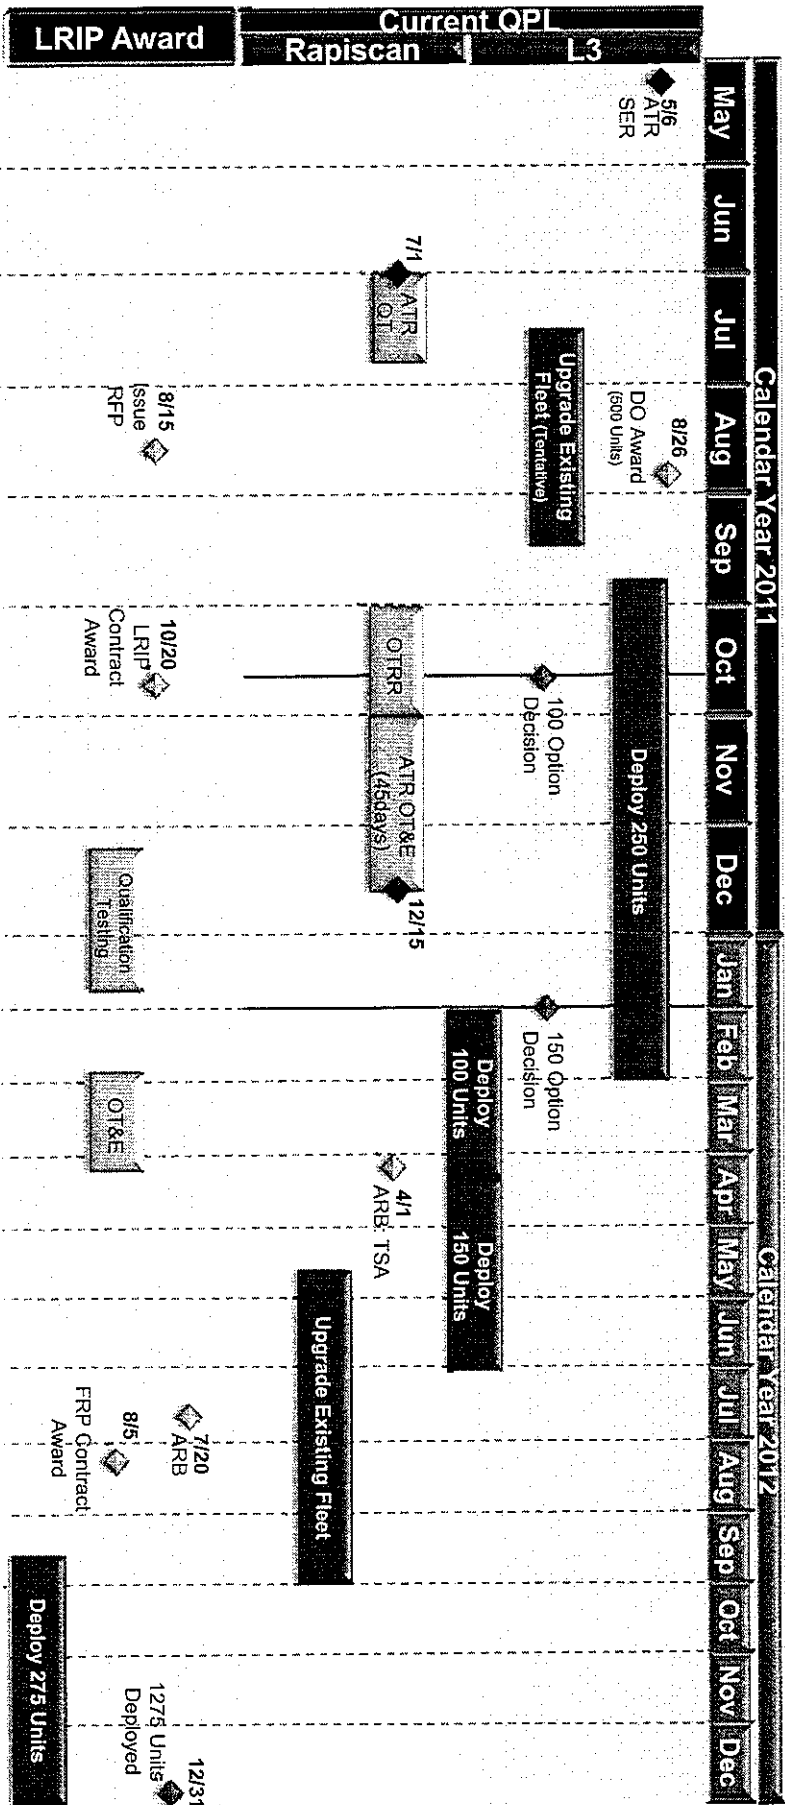 Calendar Year 2011
Calendar Year 2012
May
Jun
Jul
Aug
Sep
Oct
Nov
Dec
Jan
Feb
Mar
Apr
May
Jun
Jul
Aug
Sep
Oct
Nov
Dec
Current QPL
L3
5/6
ATR
SER
8/26
DO Award
(500 Units)
Deploy 250 Units
Upgrade Existing
Fleet (Tentative)
100 Option
Decision
150 Option
Decision
Deploy
100 Units
Deploy
150 Units
Rapiscan
7/1
ATR
QT
OTRR
ATR OT&E
(45days)
12/15
4/1
ARB TSA
Upgrade Existing Fleet
LRIP Award
8/15
Issue
RFP
10/20
LRIP
Contract
Award
Qualification
Testing
OT&E
7/20
ARB
8/5
FRP Contract
Award
12/31
1275 Units
Deployed
Deploy 275 Units